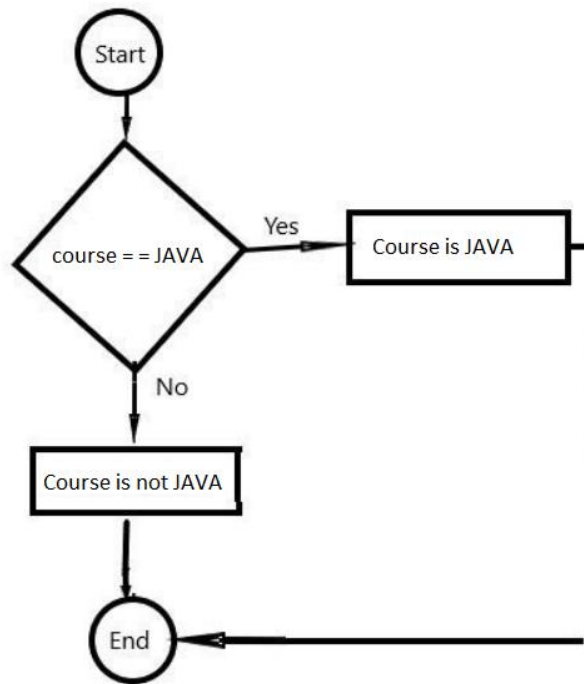 Start
course = = JAVA
Yes
Course is JAVA
No
Course is not JAVA
End